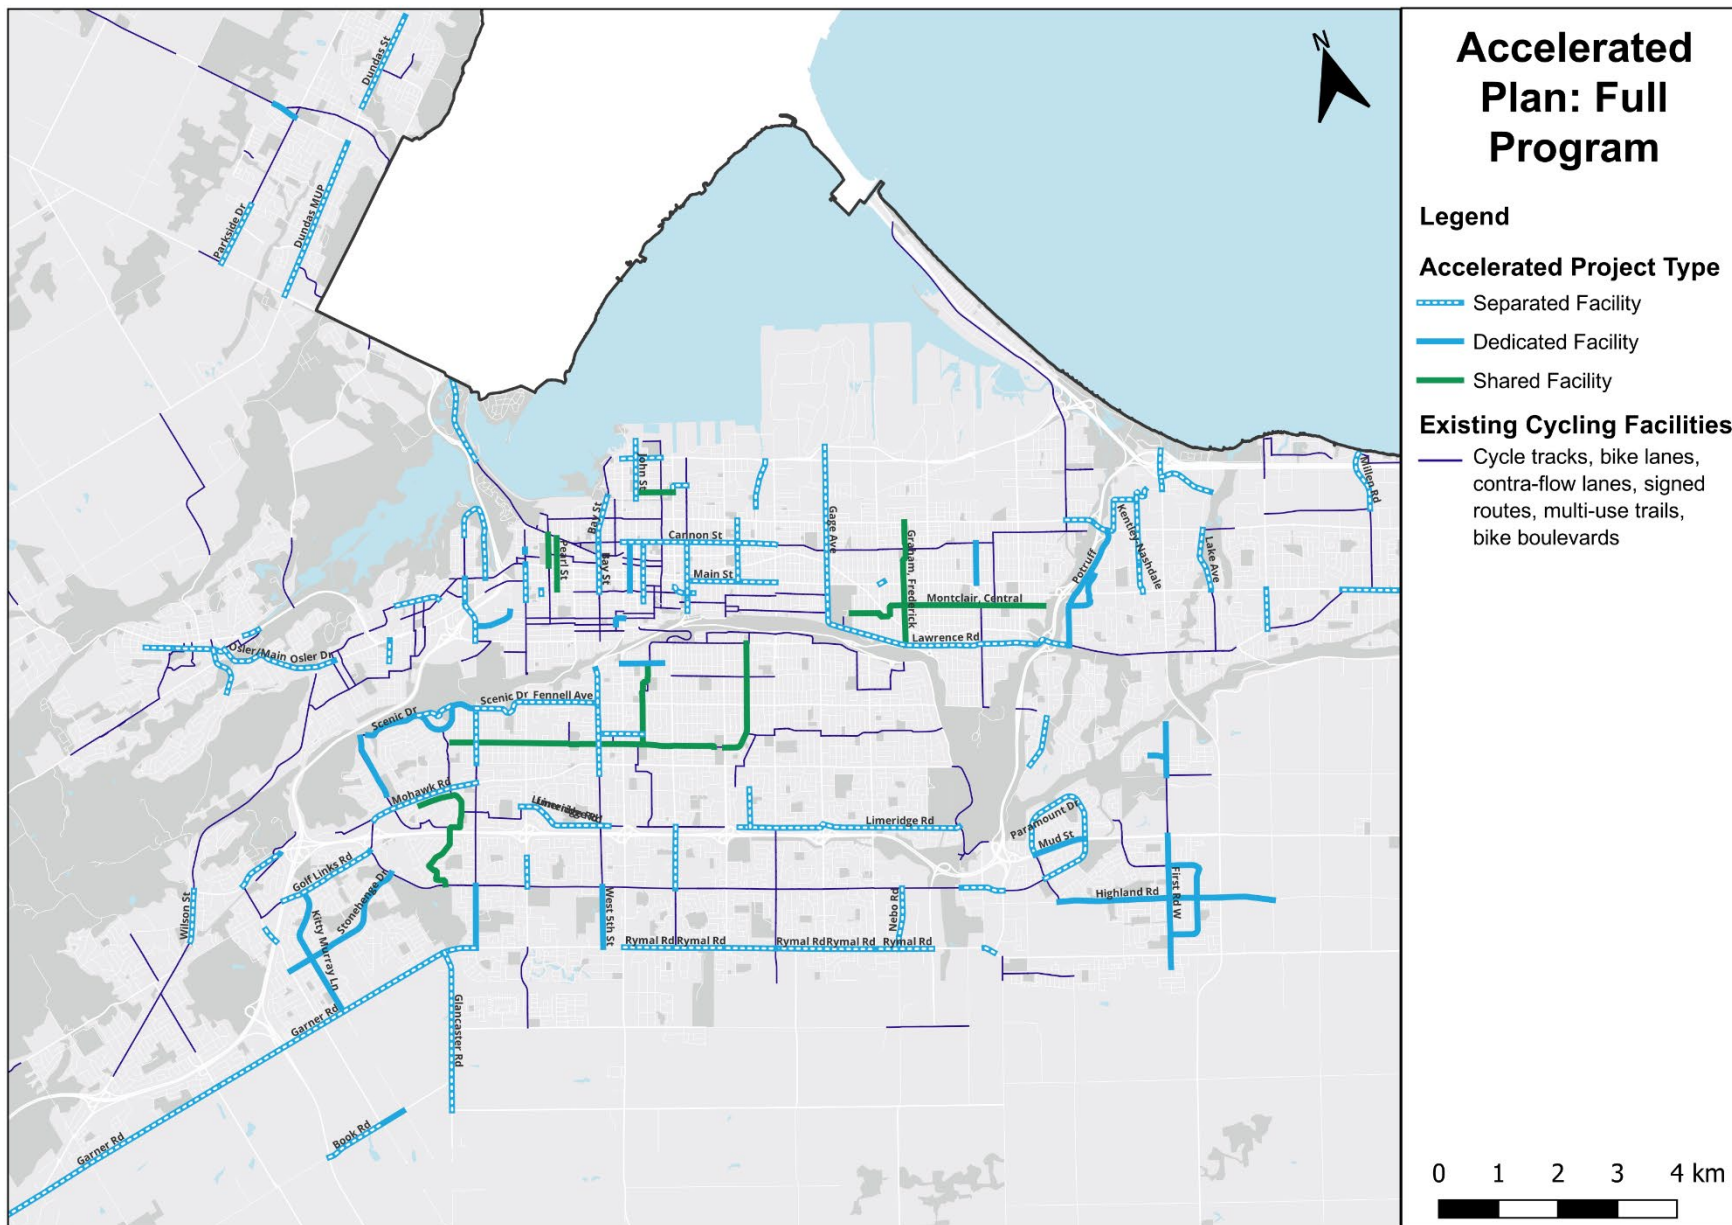 Accelerated
Plan: Full
Program
Legend
Accelerated Project Type
Separated Facility
Dedicated Facility
Shared Facility
Existing Cycling Facilities
Cycle tracks, bike lanes,
contra-flow lanes, signed
routes, multi-use trails,
bike boulevards
0 1 2 3 4 km
N
Dundas St
Parkside Dr
Dundas MUP
John St
Bay St
Cannon St
Gage Ave
Graham, Frederick
Millen Rd
Kentley-Nashdale
Lake Ave
Potruff
Pearl St
Bay St
Main St
Montclair, Central
Lawrence Rd
Osler/Main
Osler Dr
Scenic Dr
Scenic Dr
Fennell Ave
Mohawk Rd
Limeridge Rd
Paramount Dr
Mud St
Golf Links Rd
Stonehenge Dr
Kitty Murray Ln
Wilson St
West 5th St
Nebo Rd
Highland Rd
First Rd W
Rymal Rd
Rymal Rd
Rymal Rd
Rymal Rd
Rymal Rd
Garner Rd
Glancaster Rd
Book Rd
Garner Rd